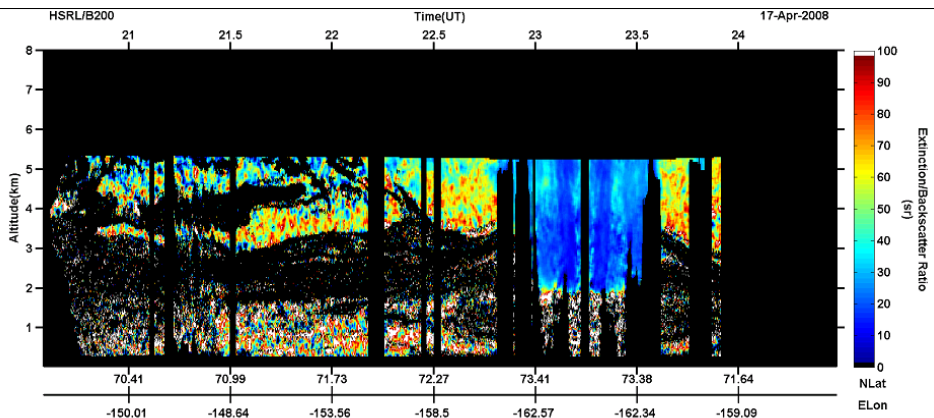 HSRL/B200 Time(UT) 17-Apr-2008
21 21.5 22 22.5 23 23.5 24
8
7
6
5
4
3
2
1
Altitude(km)
100
90
80
70
60
50
40
30
20
10
0
Extinction/Backscatter Ratio
(sr)
70.41 70.99 71.73 72.27 73.41 73.38 71.64
NLat
-150.01 -148.64 -153.56 -158.5 -162.57 -162.34 -159.09
ELon